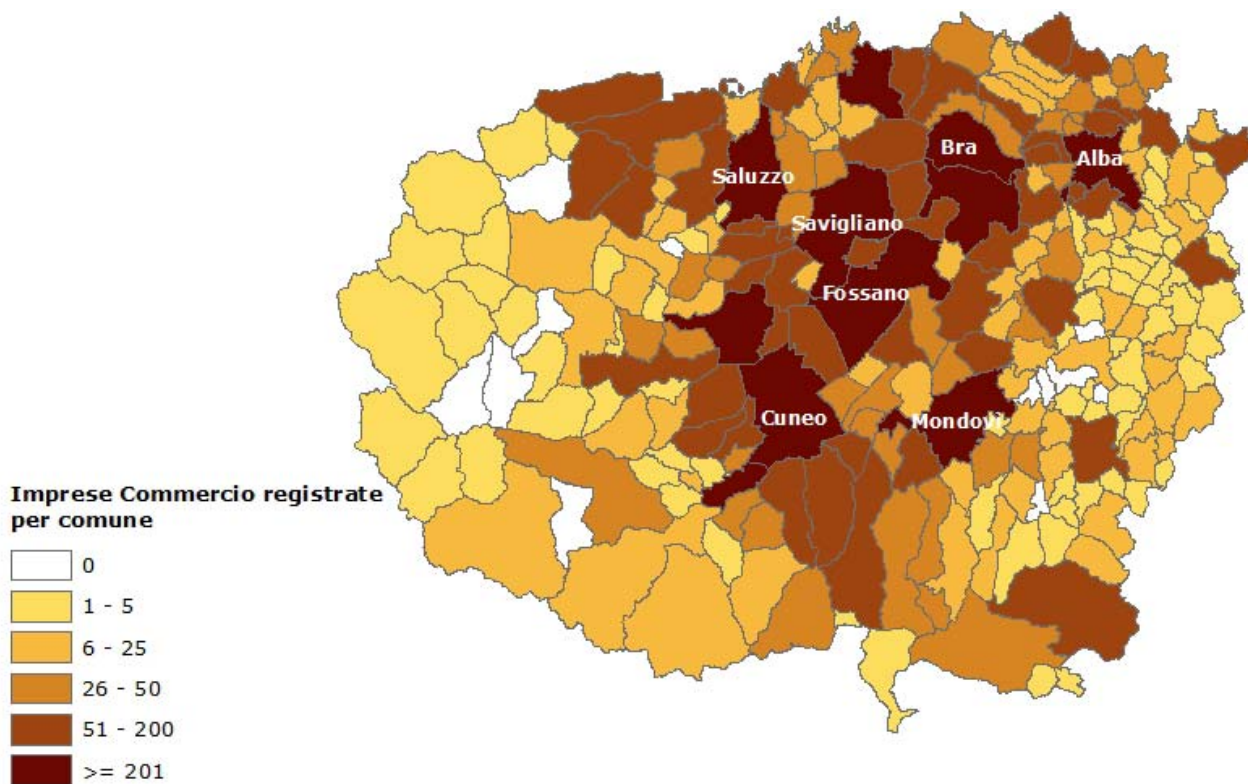 Bra
Alba
Saluzzo
Savigliano
Fossano
Cuneo
Mondovì
Imprese Commercio registrate
per comune
0
1 - 5
6 - 25
26 - 50
51 - 200
>= 201